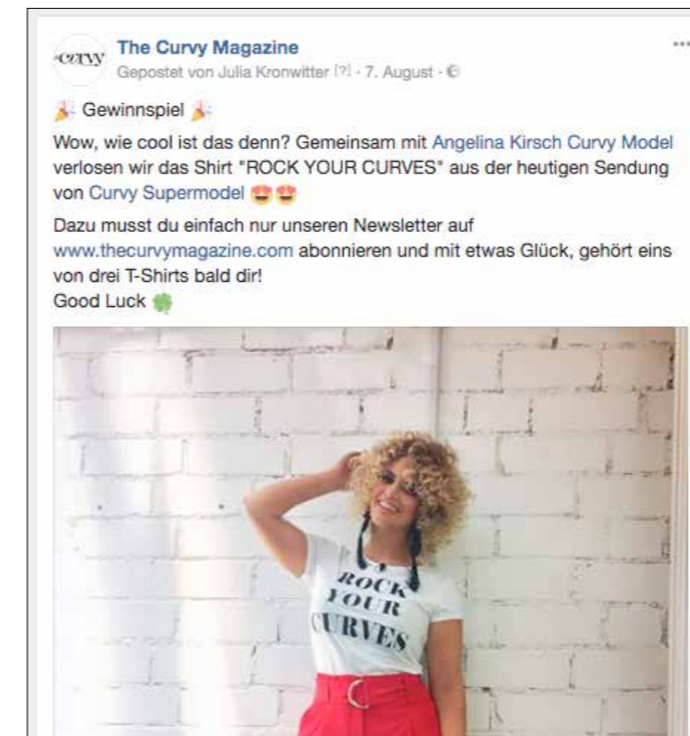 curvy
The Curvy Magazine
Gepostet von Julia Kronwitter [?] · 7. August ·
🎉 Gewinnspiel 🎉
Wow, wie cool ist das denn? Gemeinsam mit Angelina Kirsch Curvy Model
verlosen wir das Shirt "ROCK YOUR CURVES" aus der heutigen Sendung
von Curvy Supermodel 😍😍
Dazu musst du einfach nur unseren Newsletter auf
www.thecurvymagazine.com abonnieren und mit etwas Glück, gehört eins
von drei T-Shirts bald dir!
Good Luck 🍀
ROCK
YOUR
CURVES